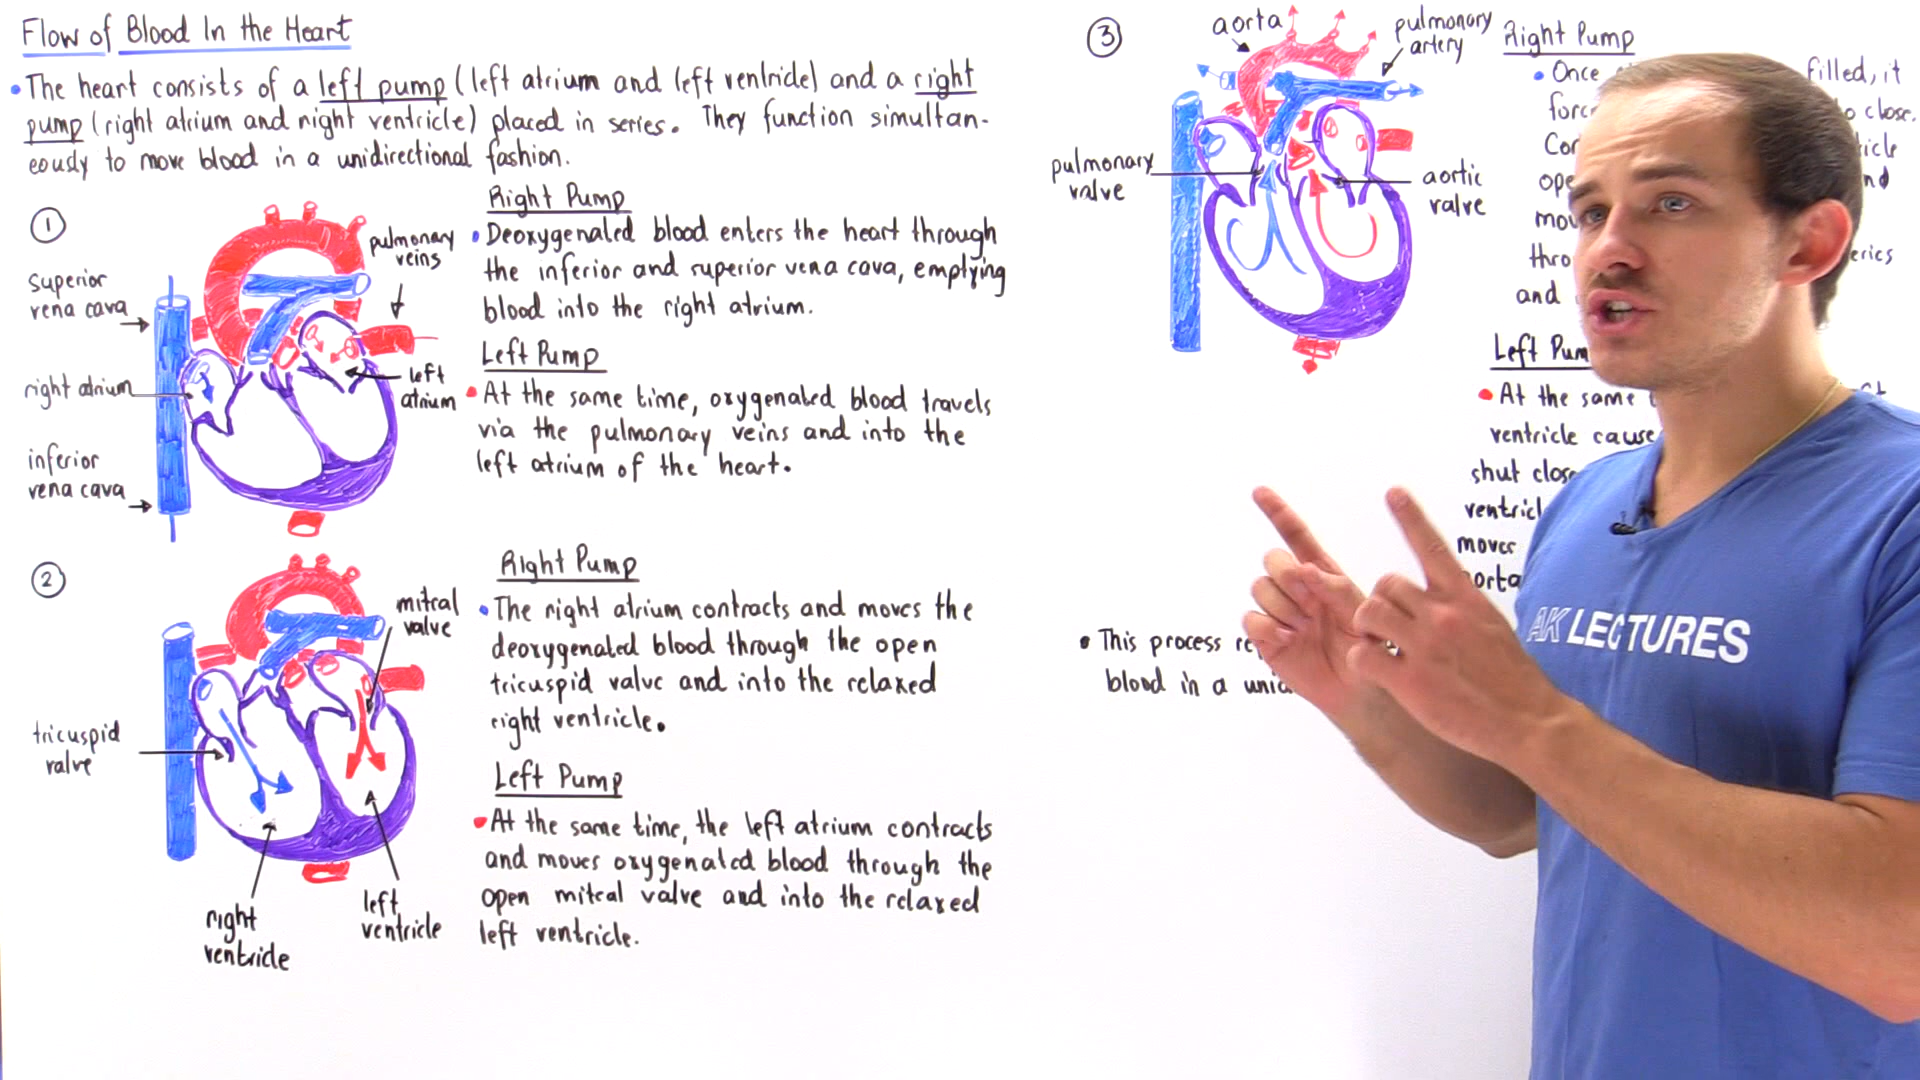 Flow of Blood In the Heart
• The heart consists of a left pump (left atrium and left ventricle) and a right
pump (right atrium and right ventricle) placed in series. They function simultan-
eously to move blood in a unidirectional fashion.
1
superior
vena cava
right atrium
inferior
vena cava
pulmonary
veins
left
atrium
Right Pump
• Deoxygenated blood enters the heart through
the inferior and superior vena cava, emptying
blood into the right atrium.
Left Pump
• At the same time, oxygenated blood travels
via the pulmonary veins and into the
left atrium of the heart.
2
mitral
valve
tricuspid
valve
right
ventricle
left
ventricle
Right Pump
• The right atrium contracts and moves the
deoxygenated blood through the open
tricuspid valve and into the relaxed
right ventricle.
Left Pump
• At the same time, the left atrium contracts
and moves oxygenated blood through the
open mitral valve and into the relaxed
left ventricle.
3
aorta
pulmonary
artery
pulmonary
valve
aortic
valve
Right Pump
• Once filled, it
close.
and
Left Pum
• At the same
ventricle cause
shut close
moves
• This process
blood in a
AK LECTURES